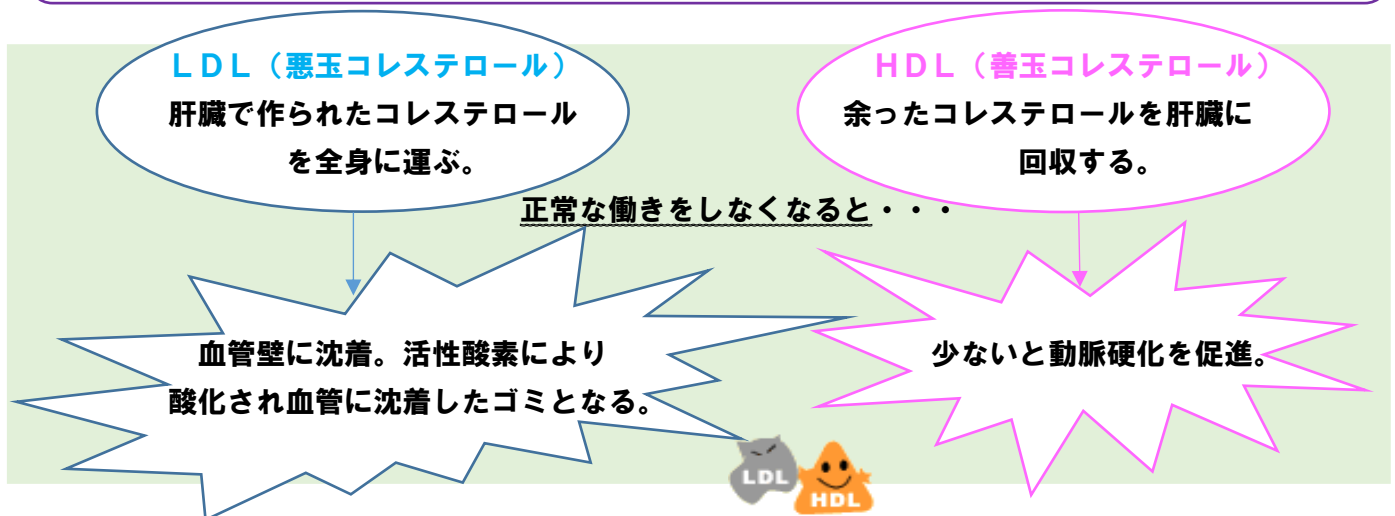 ＬＤＬ（悪玉コレステロール）
肝臓で作られたコレステロール
を全身に運ぶ。
ＨＤＬ（善玉コレステロール）
余ったコレステロールを肝臓に
回収する。
正常な働きをしなくなると・・・
血管壁に沈着。活性酸素により
酸化され血管に沈着したゴミとなる。
少ないと動脈硬化を促進。
LDL
HDL